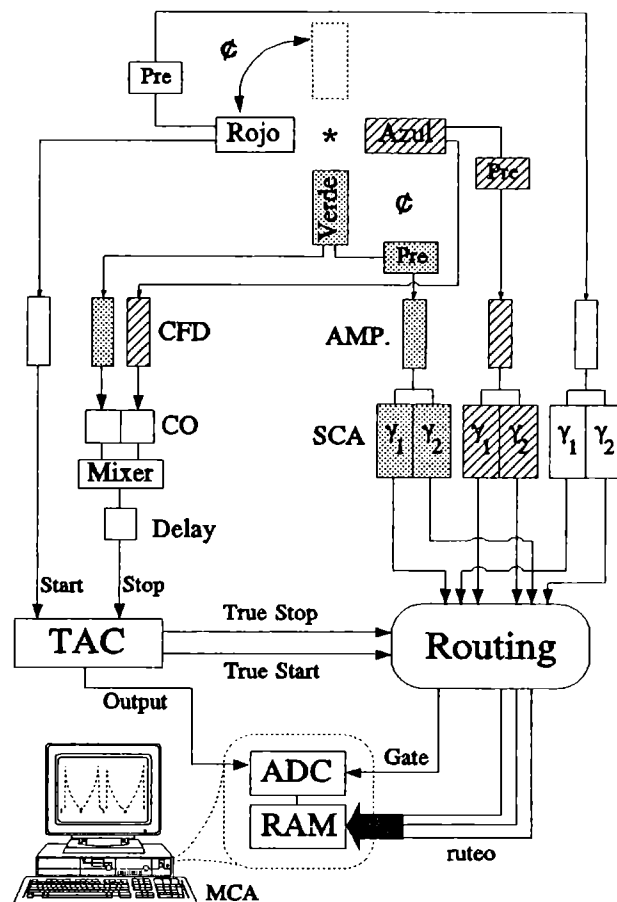 ¢
Pre
Rojo
*
Azul
Pre
Verde
¢
Pre
CFD
AMP.
CO
SCA
γ1
γ2
γ1
γ2
γ1
γ2
Mixer
Delay
Start
Stop
TAC
True Stop
True Start
Routing
Output
Gate
ADC
RAM
ruteo
MCA